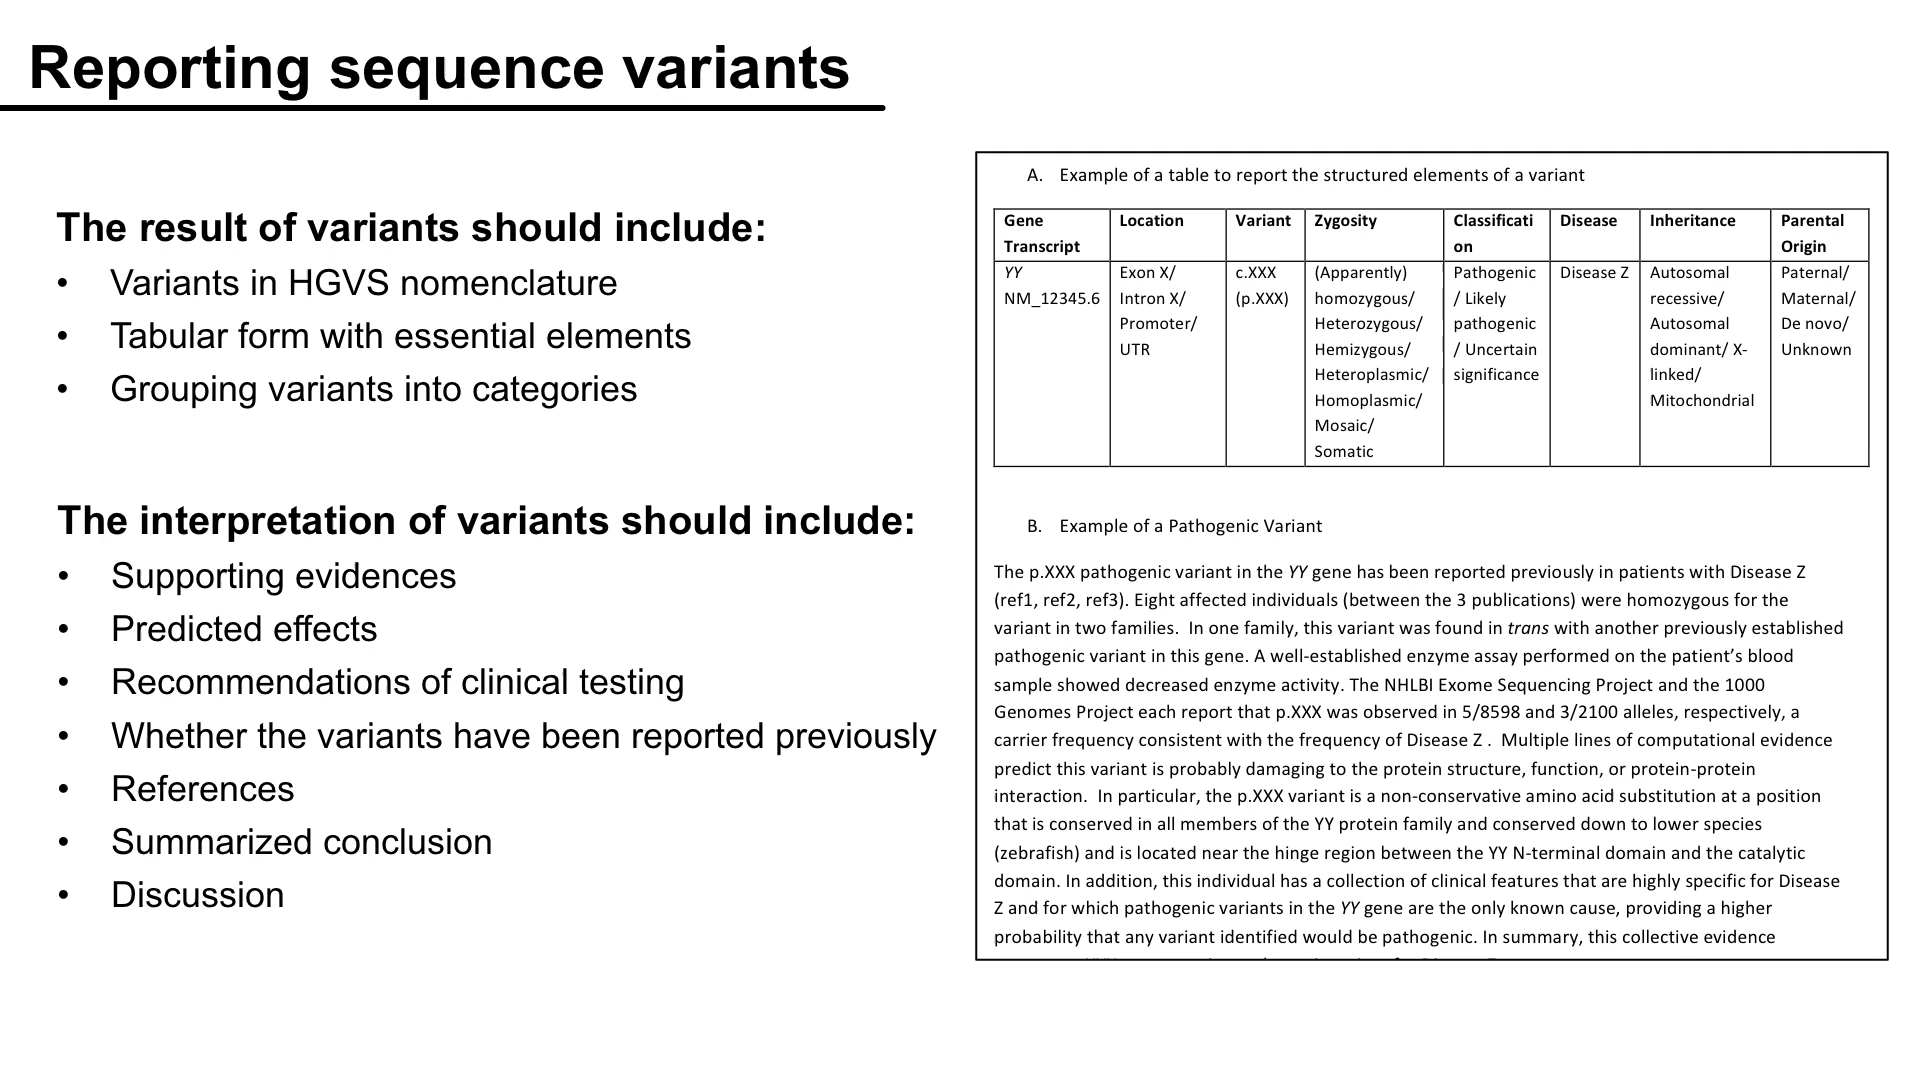 Reporting sequence variants
The result of variants should include:
• Variants in HGVS nomenclature
• Tabular form with essential elements
• Grouping variants into categories
The interpretation of variants should include:
• Supporting evidences
• Predicted effects
• Recommendations of clinical testing
• Whether the variants have been reported previously
• References
• Summarized conclusion
• Discussion
A. Example of a table to report the structured elements of a variant
Gene Transcript | Location | Variant | Zygosity | Classificati on | Disease | Inheritance | Parental Origin
YY NM_12345.6 | Exon X/ Intron X/ Promoter/ UTR | c.XXX (p.XXX) | (Apparently) homozygous/ Heterozygous/ Hemizygous/ Heteroplasmic/ Homoplasmic/ Mosaic/ Somatic | Pathogenic / Likely pathogenic / Uncertain significance | Disease Z | Autosomal recessive/ Autosomal dominant/ X-linked/ Mitochondrial | Paternal/ Maternal/ De novo/ Unknown
B. Example of a Pathogenic Variant
The p.XXX pathogenic variant in the YY gene has been reported previously in patients with Disease Z
(ref1, ref2, ref3). Eight affected individuals (between the 3 publications) were homozygous for the
variant in two families. In one family, this variant was found in trans with another previously established
pathogenic variant in this gene. A well-established enzyme assay performed on the patient's blood
sample showed decreased enzyme activity. The NHLBI Exome Sequencing Project and the 1000
Genomes Project each report that p.XXX was observed in 5/8598 and 3/2100 alleles, respectively, a
carrier frequency consistent with the frequency of Disease Z . Multiple lines of computational evidence
predict this variant is probably damaging to the protein structure, function, or protein-protein
interaction. In particular, the p.XXX variant is a non-conservative amino acid substitution at a position
that is conserved in all members of the YY protein family and conserved down to lower species
(zebrafish) and is located near the hinge region between the YY N-terminal domain and the catalytic
domain. In addition, this individual has a collection of clinical features that are highly specific for Disease
Z and for which pathogenic variants in the YY gene are the only known cause, providing a higher
probability that any variant identified would be pathogenic. In summary, this collective evidence